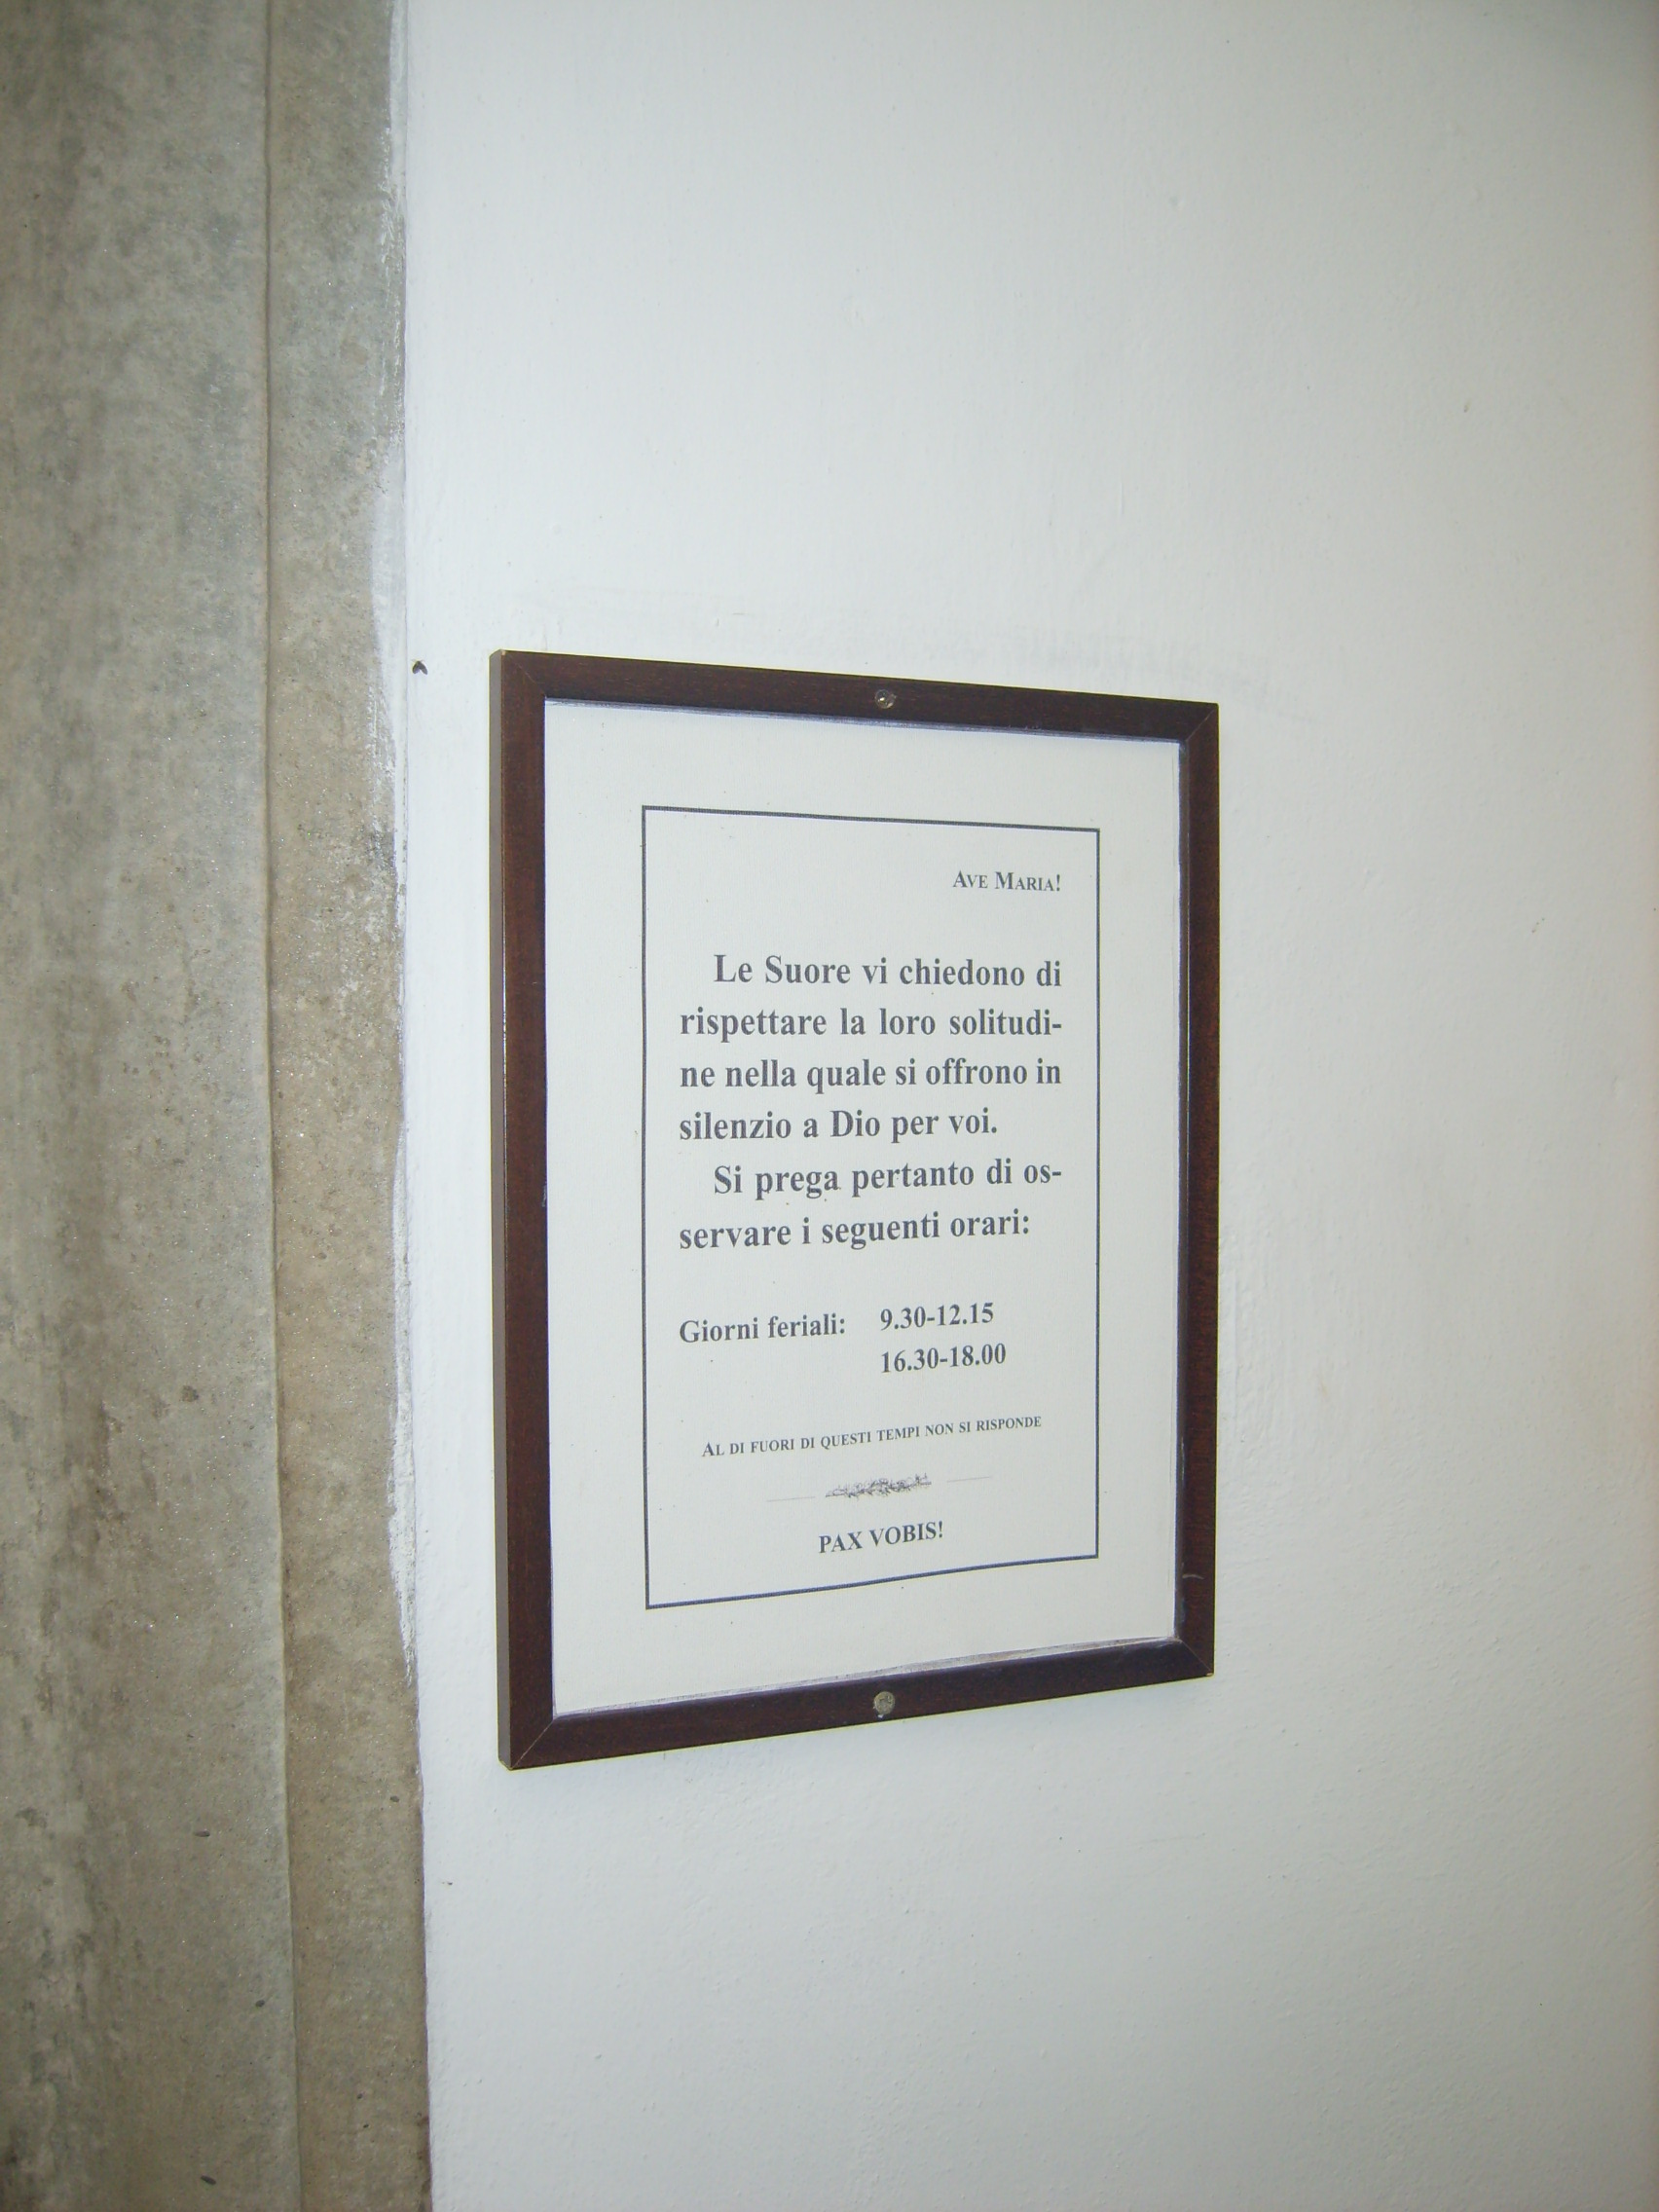 AVE MARIA!
Le Suore vi chiedono di
rispettare la loro solitudi-
ne nella quale si offrono in
silenzio a Dio per voi.
Si prega pertanto di os-
servare i seguenti orari:
Giorni feriali: 9.30-12.15
16.30-18.00
AL DI FUORI DI QUESTI TEMPI NON SI RISPONDE
PAX VOBIS!